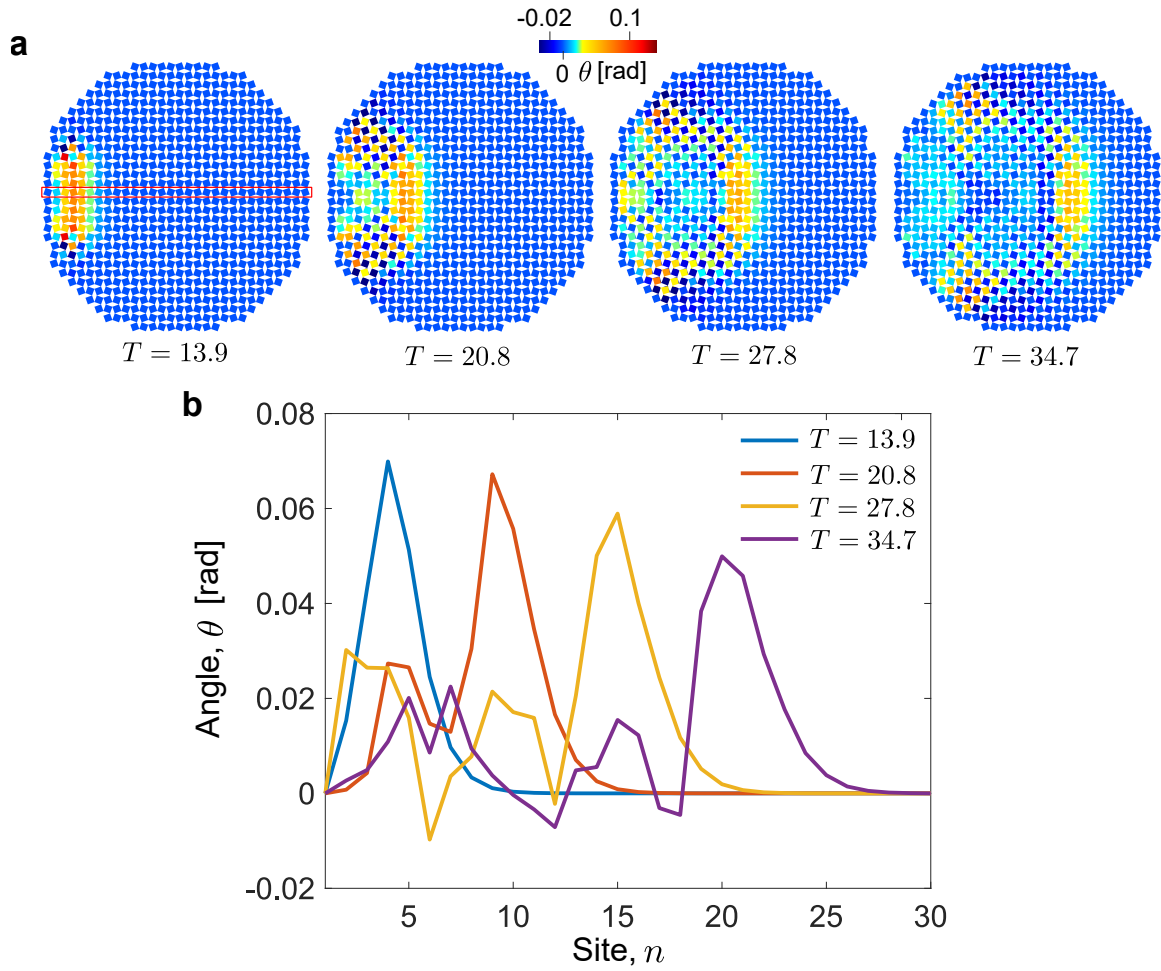 a
-0.02 0.1
0 θ [rad]
T = 13.9 T = 20.8 T = 27.8 T = 34.7
b
0.08
0.06
0.04
0.02
0
-0.02
Angle, θ [rad]
T = 13.9
T = 20.8
T = 27.8
T = 34.7
5 10 15 20 25 30
Site, n